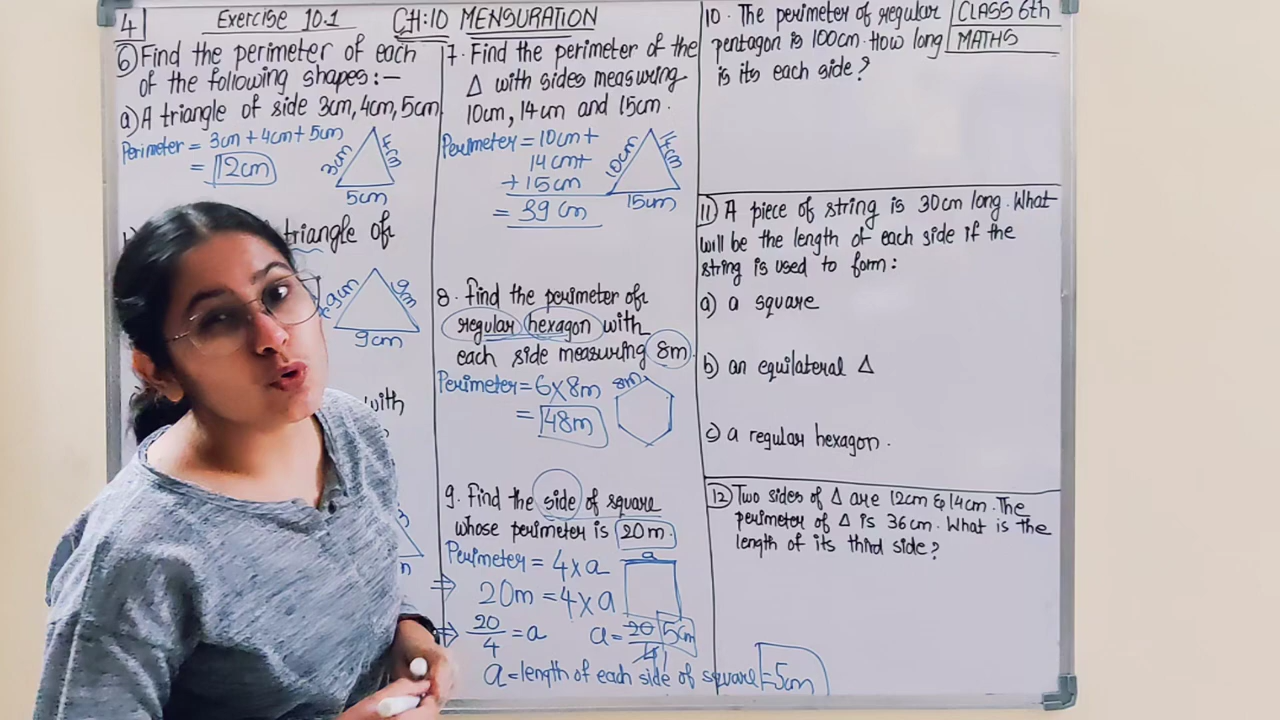 4
Exercise 10.1
CH:10 MENSURATION
CLASS 6th
MATHS
6 Find the perimeter of each
of the following shapes:-
a) A triangle of side 3cm, 4cm, 5cm
Perimeter = 3cm + 4cm + 5cm
= 12cm
3cm
4cm
5cm
triangle of
9cm
9cm
9m
with
7. Find the perimeter of the
Δ with sides measuring
10cm, 14cm and 15cm.
Perimeter = 10cm +
14cm+
+15cm
= 39 cm
10cm
14cm
15cm
8. Find the perimeter of
regular hexagon with
each side measuring 8m.
Perimeter = 6x8m
= 48m
8m
9. Find the side of square
whose perimeter is 20m.
Perimeter = 4xa
a
⇒ 20m = 4xa
⇒ 20/4 = a a = 20/4 5cm
a = length of each side of square = 5cm
10. The perimeter of regular
pentagon is 100cm. How long
is its each side?
11) A piece of string is 30cm long. What
will be the length of each side if the
string is used to form:
a) a square
b) an equilateral Δ
c) a regular hexagon.
12 Two sides of Δ are 12cm & 14cm. The
perimeter of Δ is 36cm. What is the
length of its third side?